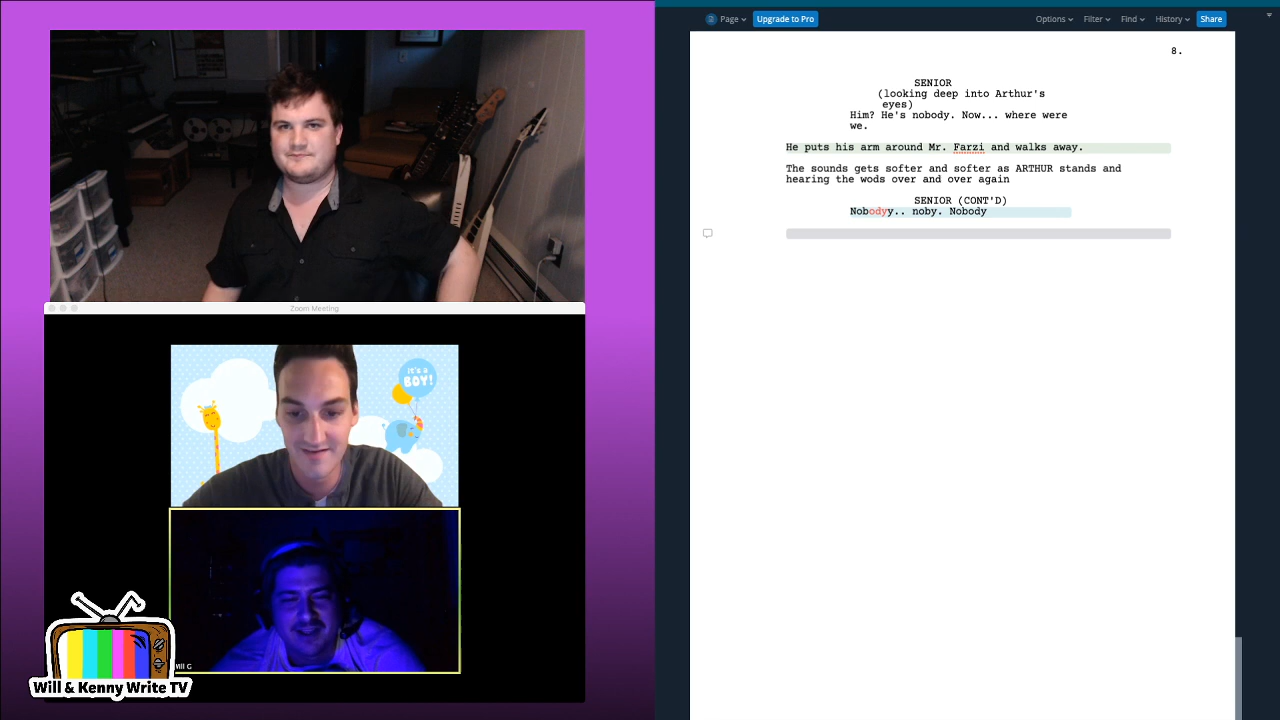 Zoom Meeting
it's a
BOY!
Will G
Will & Kenny Write TV
Page
Upgrade to Pro
Options
Filter
Find
History
Share
8.
SENIOR
(looking deep into Arthur's
eyes)
Him? He's nobody. Now... where were
we.
He puts his arm around Mr. Farzi and walks away.
The sounds gets softer and softer as ARTHUR stands and
hearing the wods over and over again
SENIOR (CONT'D)
Nobodyy.. noby. Nobody